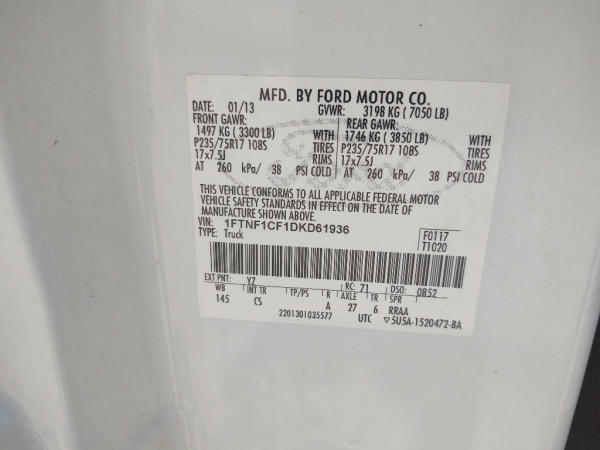 MFD. BY FORD MOTOR CO.
DATE: 01/13 GVWR: 3198 KG ( 7050 LB)
FRONT GAWR: REAR GAWR:
1497 KG ( 3300 LB) WITH 1746 KG ( 3850 LB) WITH
P235/75R17 108S TIRES P235/75R17 108S TIRES
17x7.5J RIMS 17x7.5J RIMS
AT 260 kPa/ 38 PSI COLD AT 260 kPa/ 38 PSI COLD
THIS VEHICLE CONFORMS TO ALL APPLICABLE FEDERAL MOTOR
VEHICLE SAFETY STANDARDS IN EFFECT ON THE DATE OF
MANUFACTURE SHOWN ABOVE.
VIN: 1FTNF1CF1DKD61936 F0117
TYPE: Truck T1020
EXT PNT: YZ RC: 71 DSO: 0852
WB INT TR TP/PS R AXLE TR SPR
145 CS A 27 6 RRAA
2201301035577 UTC ▽5U5A-1520472-BA